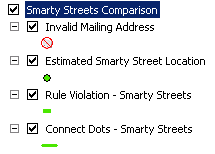 Smarty Streets Comparison
Invalid Mailing Address
Estimated Smarty Street Location
Rule Violation - Smarty Streets
Connect Dots - Smarty Streets